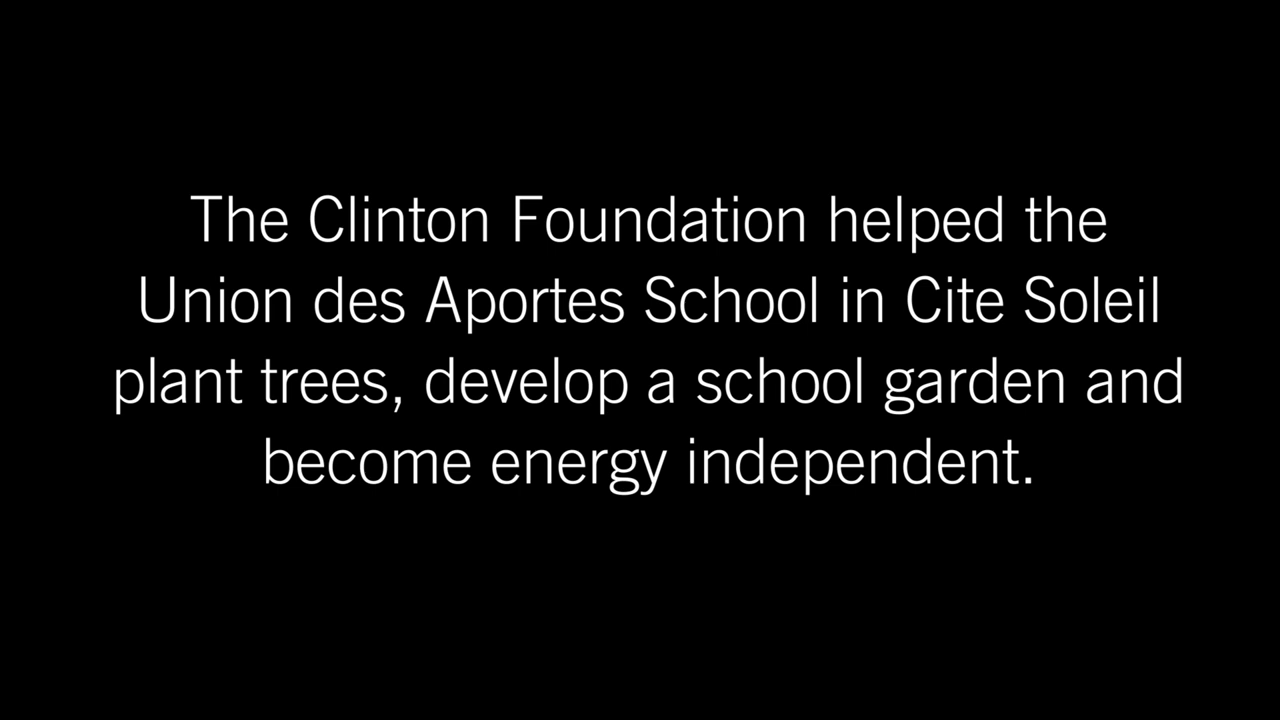 The Clinton Foundation helped the
Union des Aportes School in Cite Soleil
plant trees, develop a school garden and
become energy independent.